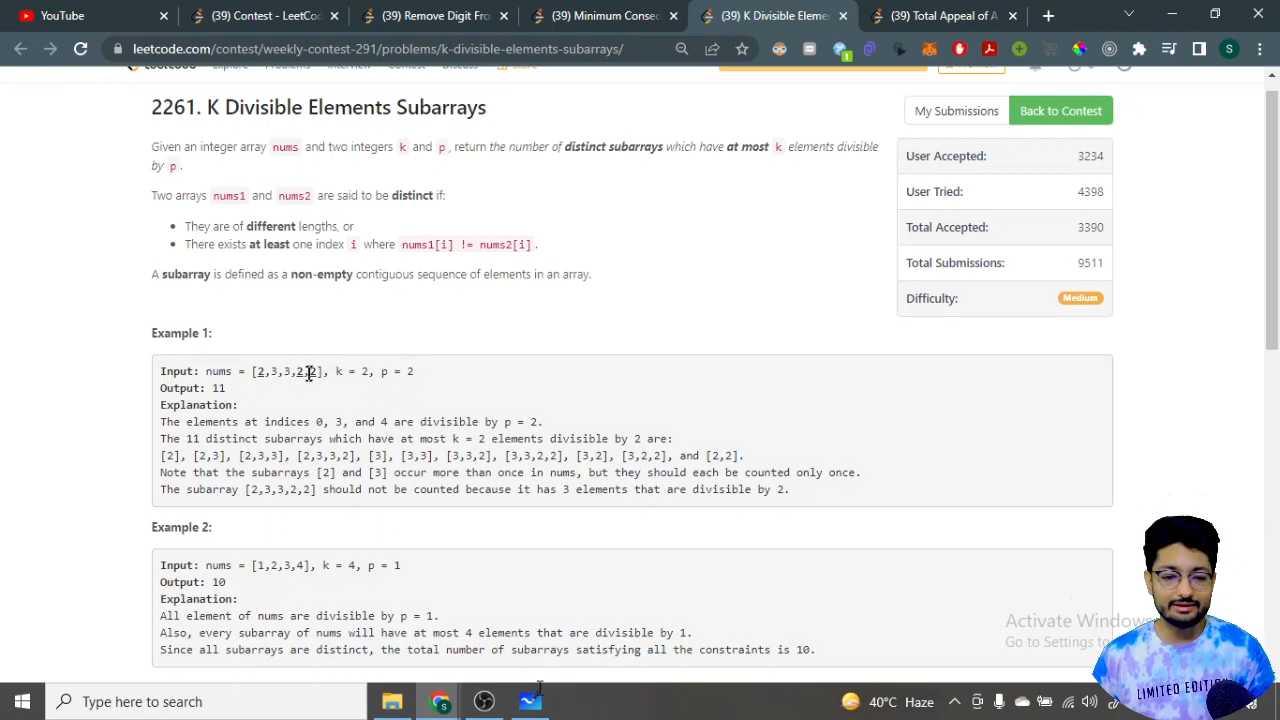 YouTube
(39) Contest - LeetCo
(39) Remove Digit Fro
(39) Minimum Consec
(39) K Divisible Eleme
(39) Total Appeal of A
leetcode.com/contest/weekly-contest-291/problems/k-divisible-elements-subarrays/
1
S
2261. K Divisible Elements Subarrays
My Submissions
Back to Contest
Given an integer array nums and two integers k and p, return the number of distinct subarrays which have at most k elements divisible
by p.
Two arrays nums1 and nums2 are said to be distinct if:
They are of different lengths, or
There exists at least one index i where nums1[i] != nums2[i].
A subarray is defined as a non-empty contiguous sequence of elements in an array.
User Accepted: 3234
User Tried: 4398
Total Accepted: 3390
Total Submissions: 9511
Difficulty: Medium
Example 1:
Input: nums = [2,3,3,2,2], k = 2, p = 2
Output: 11
Explanation:
The elements at indices 0, 3, and 4 are divisible by p = 2.
The 11 distinct subarrays which have at most k = 2 elements divisible by 2 are:
[2], [2,3], [2,3,3], [2,3,3,2], [3], [3,3], [3,3,2], [3,3,2,2], [3,2], [3,2,2], and [2,2].
Note that the subarrays [2] and [3] occur more than once in nums, but they should each be counted only once.
The subarray [2,3,3,2,2] should not be counted because it has 3 elements that are divisible by 2.
Example 2:
Input: nums = [1,2,3,4], k = 4, p = 1
Output: 10
Explanation:
All element of nums are divisible by p = 1.
Also, every subarray of nums will have at most 4 elements that are divisible by 1.
Since all subarrays are distinct, the total number of subarrays satisfying all the constraints is 10.
Activate Windows
Go to Settings to
LIMITED EDITION
Type here to search
40°C Haze